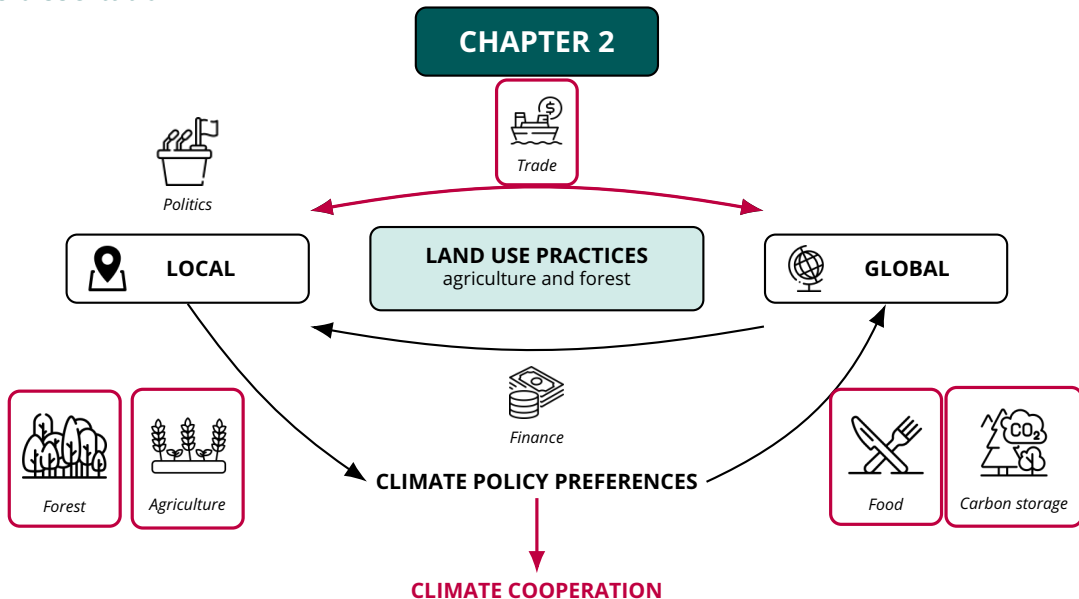 CHAPTER 2
$
Trade
Politics
LOCAL
LAND USE PRACTICES
agriculture and forest
GLOBAL
Finance
CO2
Forest
Agriculture
CLIMATE POLICY PREFERENCES
Food
Carbon storage
CLIMATE COOPERATION